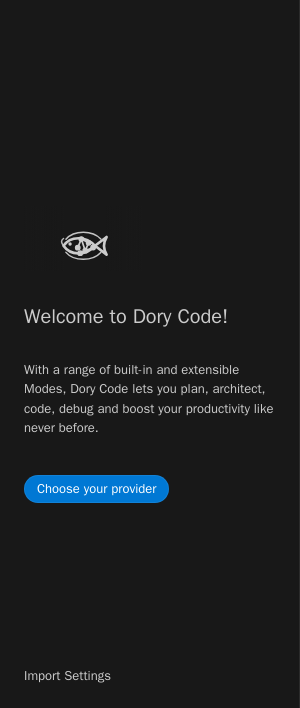 Welcome to Dory Code!
With a range of built-in and extensible
Modes, Dory Code lets you plan, architect,
code, debug and boost your productivity like
never before.
Choose your provider
Import Settings